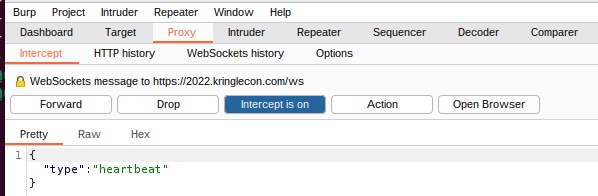 Burp Project Intruder Repeater Window Help
Dashboard Target Proxy Intruder Repeater Sequencer Decoder Comparer
Intercept HTTP history WebSockets history Options
WebSockets message to https://2022.kringlecon.com/ws
Forward Drop Intercept is on Action Open Browser
Pretty Raw Hex
1 {
"type":"heartbeat"
}